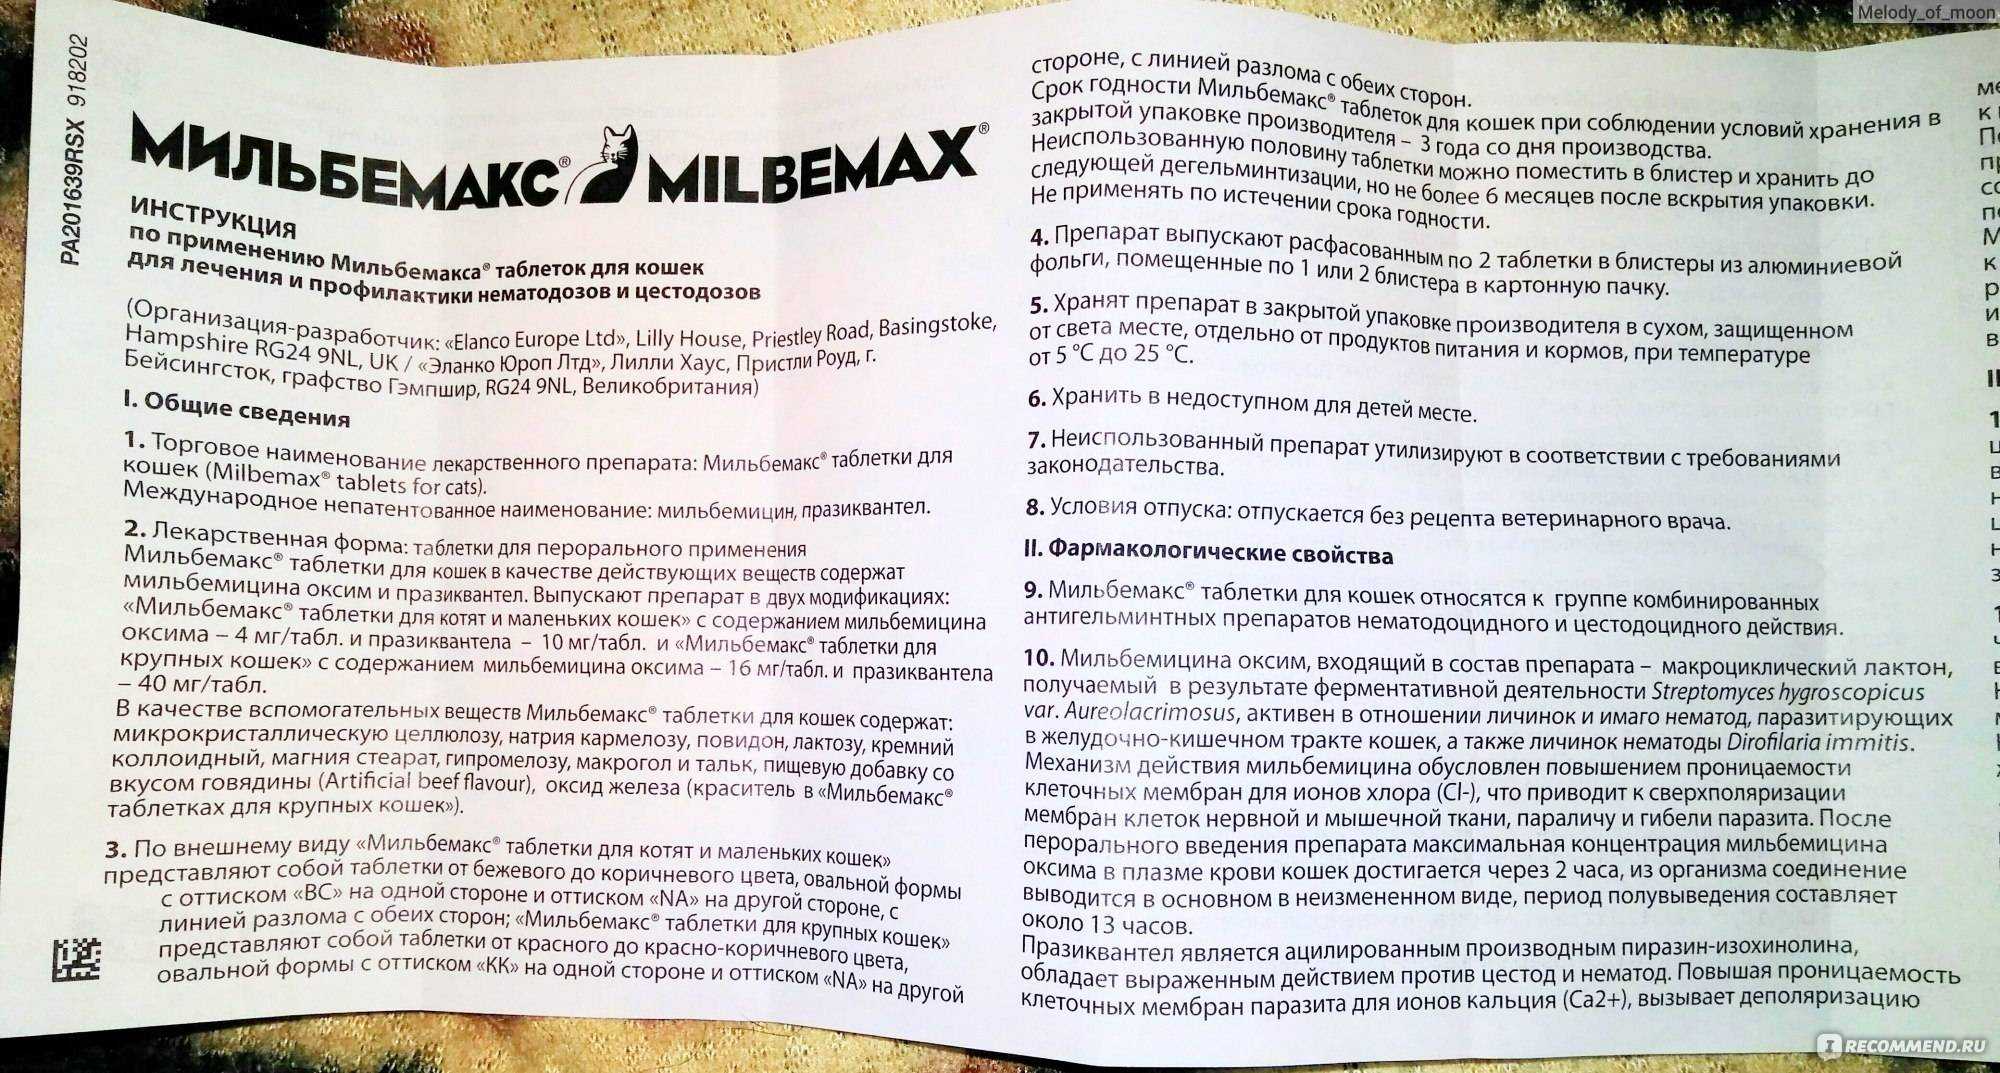 Melody_of_moon
PA201639RSX 918202
МИЛЬБЕМАКС® MILBEMAX®
ИНСТРУКЦИЯ
по применению Мильбемакса® таблеток для кошек
для лечения и профилактики нематодозов и цестодозов
(Организация-разработчик: «Elanco Europe Ltd», Lilly House, Priestley Road, Basingstoke,
Hampshire RG24 9NL, UK / «Эланко Юроп Лтд», Лилли Хаус, Пристли Роуд, г.
Бейсингсток, графство Гэмпшир, RG24 9NL, Великобритания)
I. Общие сведения
1. Торговое наименование лекарственного препарата: Мильбемакс® таблетки для
кошек (Milbemax® tablets for cats).
Международное непатентованное наименование: мильбемицин, празиквантел.
2. Лекарственная форма: таблетки для перорального применения
Мильбемакс® таблетки для кошек в качестве действующих веществ содержат
мильбемицина оксим и празиквантел. Выпускают препарат в двух модификациях:
«Мильбемакс® таблетки для котят и маленьких кошек» с содержанием мильбемицина
оксима – 4 мг/табл. и празиквантела – 10 мг/табл. и «Мильбемакс® таблетки для
крупных кошек» с содержанием мильбемицина оксима – 16 мг/табл. и празиквантела
– 40 мг/табл.
В качестве вспомогательных веществ Мильбемакс® таблетки для кошек содержат:
микрокристаллическую целлюлозу, натрия кармелозу, повидон, лактозу, кремний
коллоидный, магния стеарат, гипромелозу, макрогол и тальк, пищевую добавку со
вкусом говядины (Artificial beef flavour), оксид железа (краситель в «Мильбемакс®
таблетках для крупных кошек»).
3. По внешнему виду «Мильбемакс® таблетки для котят и маленьких кошек»
представляют собой таблетки от бежевого до коричневого цвета, овальной формы
с оттиском «BC» на одной стороне и оттиском «NA» на другой стороне, с
линией разлома с обеих сторон; «Мильбемакс® таблетки для крупных кошек»
представляют собой таблетки от красного до красно-коричневого цвета,
овальной формы с оттиском «KK» на одной стороне и оттиском «NA» на другой
стороне, с линией разлома с обеих сторон.
Срок годности Мильбемакс® таблеток для кошек при соблюдении условий хранения в
закрытой упаковке производителя – 3 года со дня производства.
Неиспользованную половину таблетки можно поместить в блистер и хранить до
следующей дегельминтизации, но не более 6 месяцев после вскрытия упаковки.
Не применять по истечении срока годности.
4. Препарат выпускают расфасованным по 2 таблетки в блистеры из алюминиевой
фольги, помещенные по 1 или 2 блистера в картонную пачку.
5. Хранят препарат в закрытой упаковке производителя в сухом, защищенном
от света месте, отдельно от продуктов питания и кормов, при температуре
от 5 °C до 25 °C.
6. Хранить в недоступном для детей месте.
7. Неиспользованный препарат утилизируют в соответствии с требованиями
законодательства.
8. Условия отпуска: отпускается без рецепта ветеринарного врача.
II. Фармакологические свойства
9. Мильбемакс® таблетки для кошек относятся к группе комбинированных
антигельминтных препаратов нематодоцидного и цестодоцидного действия.
10. Мильбемицина оксим, входящий в состав препарата – макроциклический лактон,
получаемый в результате ферментативной деятельности Streptomyces hygroscopicus
var. Aureolacrimosus, активен в отношении личинок и имаго нематод, паразитирующих
в желудочно-кишечном тракте кошек, а также личинок нематоды Dirofilaria immitis.
Механизм действия мильбемицина обусловлен повышением проницаемости
клеточных мембран для ионов хлора (Cl-), что приводит к сверхполяризации
мембран клеток нервной и мышечной ткани, параличу и гибели паразита. После
перорального введения препарата максимальная концентрация мильбемицина
оксима в плазме крови кошек достигается через 2 часа, из организма соединение
выводится в основном в неизмененном виде, период полувыведения составляет
около 13 часов.
Празиквантел является ацилированным производным пиразин-изохинолина,
обладает выраженным действием против цестод и нематод. Повышая проницаемость
клеточных мембран паразита для ионов кальция (Ca2+), вызывает деполяризацию
RECOMMEND.RU